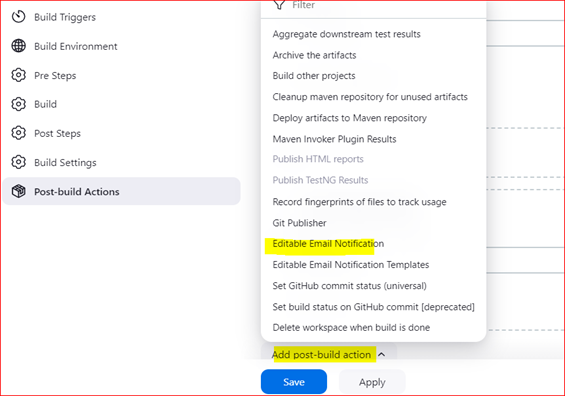 Build Triggers
Build Environment
Pre Steps
Build
Post Steps
Build Settings
Post-build Actions
Filter
Aggregate downstream test results
Archive the artifacts
Build other projects
Cleanup maven repository for unused artifacts
Deploy artifacts to Maven repository
Maven Invoker Plugin Results
Publish HTML reports
Publish TestNG Results
Record fingerprints of files to track usage
Git Publisher
Editable Email Notification
Editable Email Notification Templates
Set GitHub commit status (universal)
Set build status on GitHub commit [deprecated]
Delete workspace when build is done
Add post-build action
Save
Apply